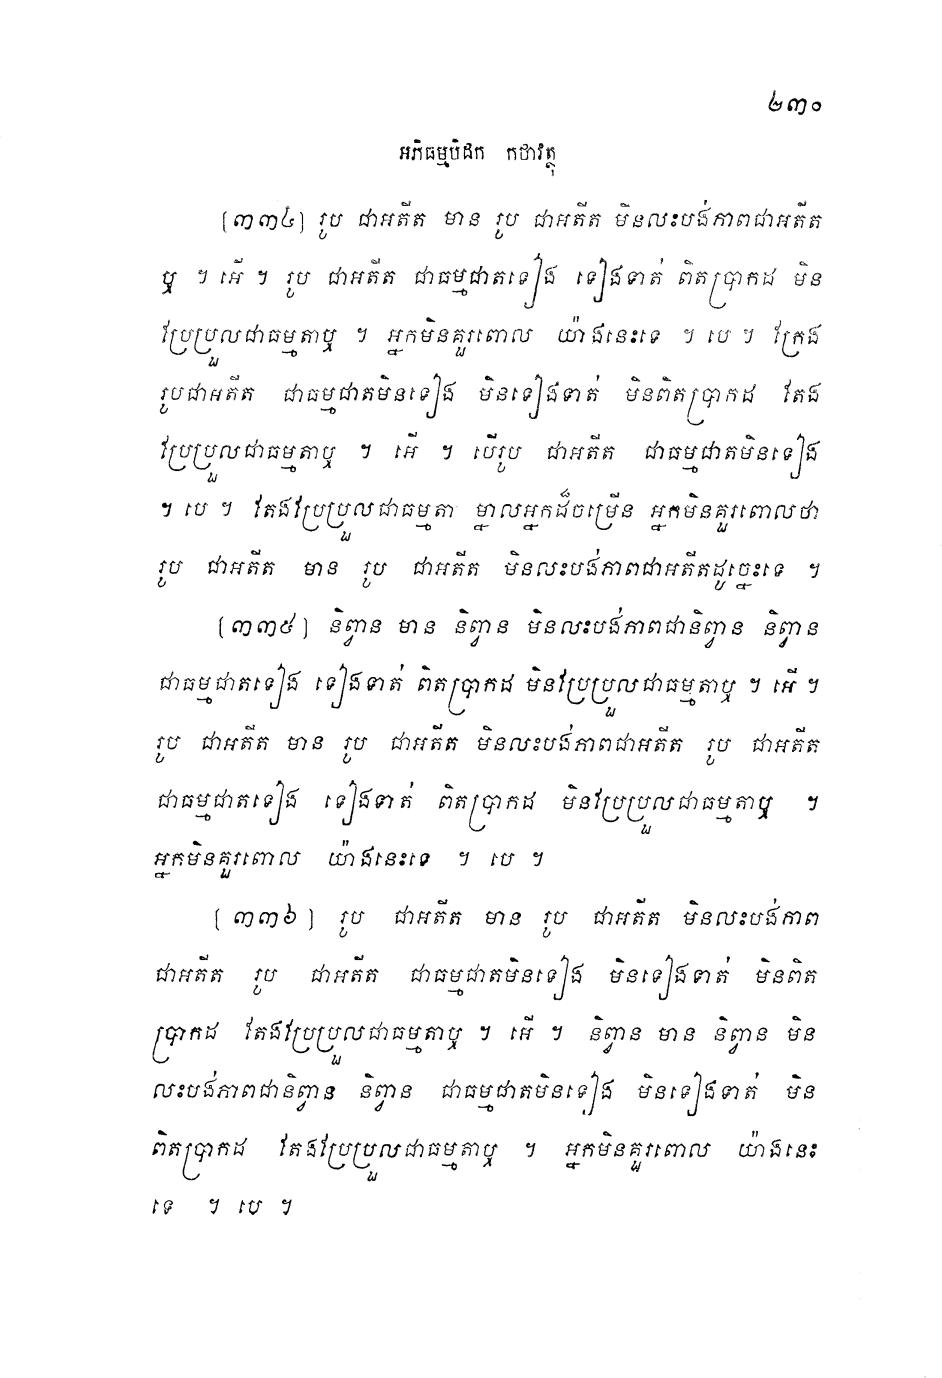 ២៣០
អភិធម្មបិដក កថាវត្ថុ
(៣៣៤) រូប ជាអតីត មាន រូប ជាអតីត មិនលះបង់ភាពជាអតីត
ឬ ។ អើ ។ រូប ជាអតីត ជាធម្មជាតទៀង ទៀងទាត់ ពិតប្រាកដ មិន
ប្រែប្រួលជាធម្មតាឬ ។ អ្នកមិនគួរពោល យ៉ាងនេះទេ ។ បេ ។ ក្រែង
រូបជាអតីត ជាធម្មជាតមិនទៀង មិនទៀងទាត់ មិនពិតប្រាកដ តែង
ប្រែប្រួលជាធម្មតាឬ ។ អើ ។ បើរូប ជាអតីត ជាធម្មជាតមិនទៀង
។ បេ ។ តែងប្រែប្រួលជាធម្មតា ម្នាលអ្នកដ៏ចម្រើន អ្នកមិនគួរពោលថា
រូប ជាអតីត មាន រូប ជាអតីត មិនលះបង់ភាពជាអតីតដូច្នេះទេ ។
(៣៣៥) និព្វាន មាន និព្វាន មិនលះបង់ភាពជានិព្វាន និព្វាន
ជាធម្មជាតទៀង ទៀងទាត់ ពិតប្រាកដ មិនប្រែប្រួលជាធម្មតាឬ ។ អើ ។
រូប ជាអតីត មាន រូប ជាអតីត មិនលះបង់ភាពជាអតីត រូប ជាអតីត
ជាធម្មជាតទៀង ទៀងទាត់ ពិតប្រាកដ មិនប្រែប្រួលជាធម្មតាឬ ។
អ្នកមិនគួរពោល យ៉ាងនេះទេ ។ បេ ។
(៣៣៦) រូប ជាអតីត មាន រូប ជាអតីត មិនលះបង់ភាព
ជាអតីត រូប ជាអតីត ជាធម្មជាតមិនទៀង មិនទៀងទាត់ មិនពិត
ប្រាកដ តែងប្រែប្រួលជាធម្មតាឬ ។ អើ ។ និព្វាន មាន និព្វាន មិន
លះបង់ភាពជានិព្វាន និព្វាន ជាធម្មជាតមិនទៀង មិនទៀងទាត់ មិន
ពិតប្រាកដ តែងប្រែប្រួលជាធម្មតាឬ ។ អ្នកមិនគួរពោល យ៉ាងនេះ
ទេ ។ បេ ។